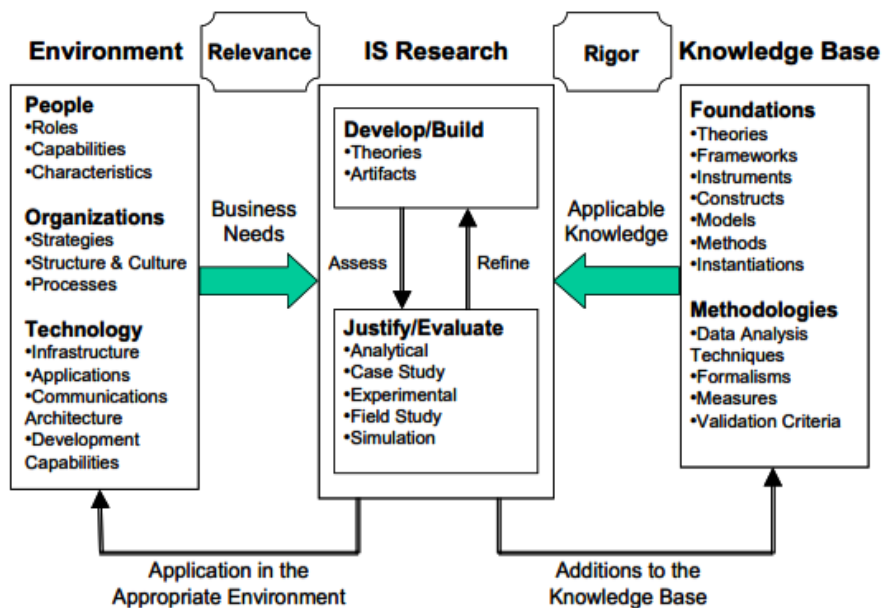 Environment
Relevance
IS Research
Rigor
Knowledge Base
People
•Roles
•Capabilities
•Characteristics
Organizations
•Strategies
•Structure & Culture
•Processes
Technology
•Infrastructure
•Applications
•Communications
Architecture
•Development
Capabilities
Business
Needs
Develop/Build
•Theories
•Artifacts
Assess
Refine
Justify/Evaluate
•Analytical
•Case Study
•Experimental
•Field Study
•Simulation
Applicable
Knowledge
Foundations
•Theories
•Frameworks
•Instruments
•Constructs
•Models
•Methods
•Instantiations
Methodologies
•Data Analysis
Techniques
•Formalisms
•Measures
•Validation Criteria
Application in the
Appropriate Environment
Additions to the
Knowledge Base